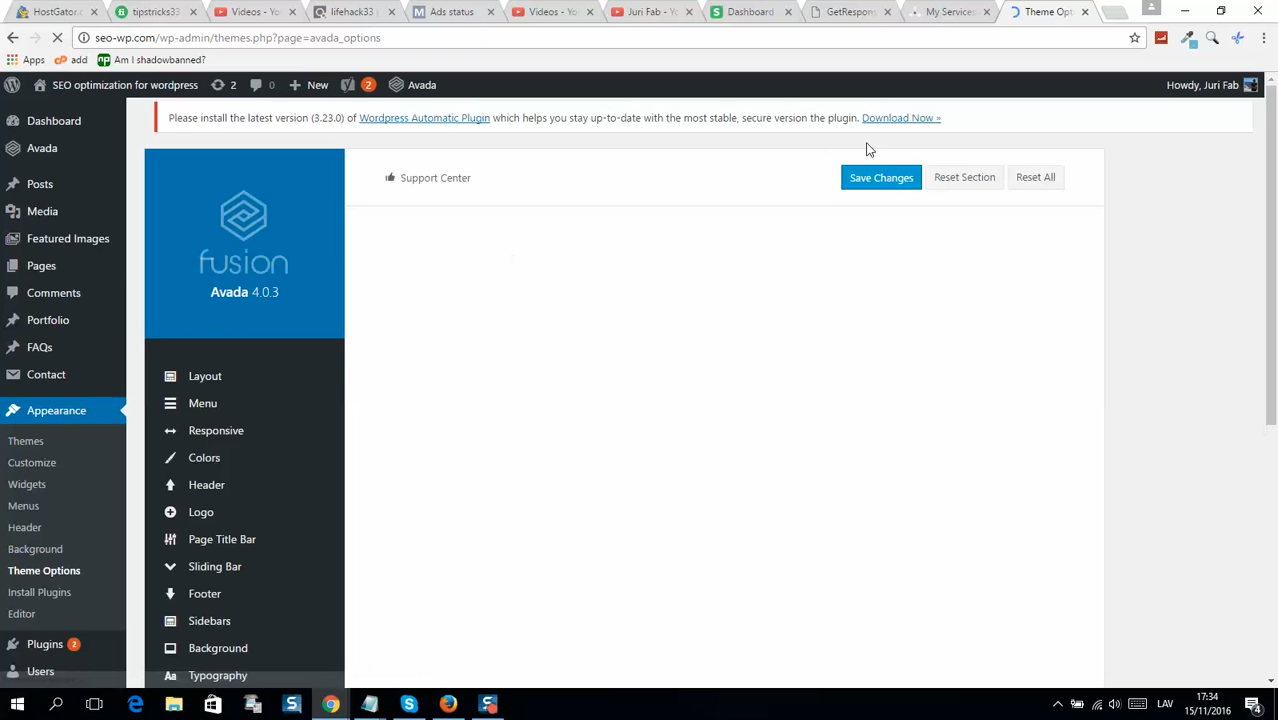 HostGator.c
tipstricks33
Videos - Yo
lifehack33
Ads status
Videos - Yo
Juri Fab - Y
Dashboard
GetRespons
My Services
Theme Opt
seo-wp.com/wp-admin/themes.php?page=avada_options
Apps
add
Am I shadowbanned?
SEO optimization for wordpress
2
0
New
2
Avada
Howdy, Juri Fab
Please install the latest version (3.23.0) of Wordpress Automatic Plugin which helps you stay up-to-date with the most stable, secure version the plugin. Download Now »
Dashboard
Avada
Posts
Media
Featured Images
Pages
Comments
Portfolio
FAQs
Contact
Appearance
Themes
Customize
Widgets
Menus
Header
Background
Theme Options
Install Plugins
Editor
Plugins 2
Users
fusion
Avada 4.0.3
Support Center
Save Changes
Reset Section
Reset All
Layout
Menu
Responsive
Colors
Header
Logo
Page Title Bar
Sliding Bar
Footer
Sidebars
Background
Aa Typography
LAV
17:34
15/11/2016
4